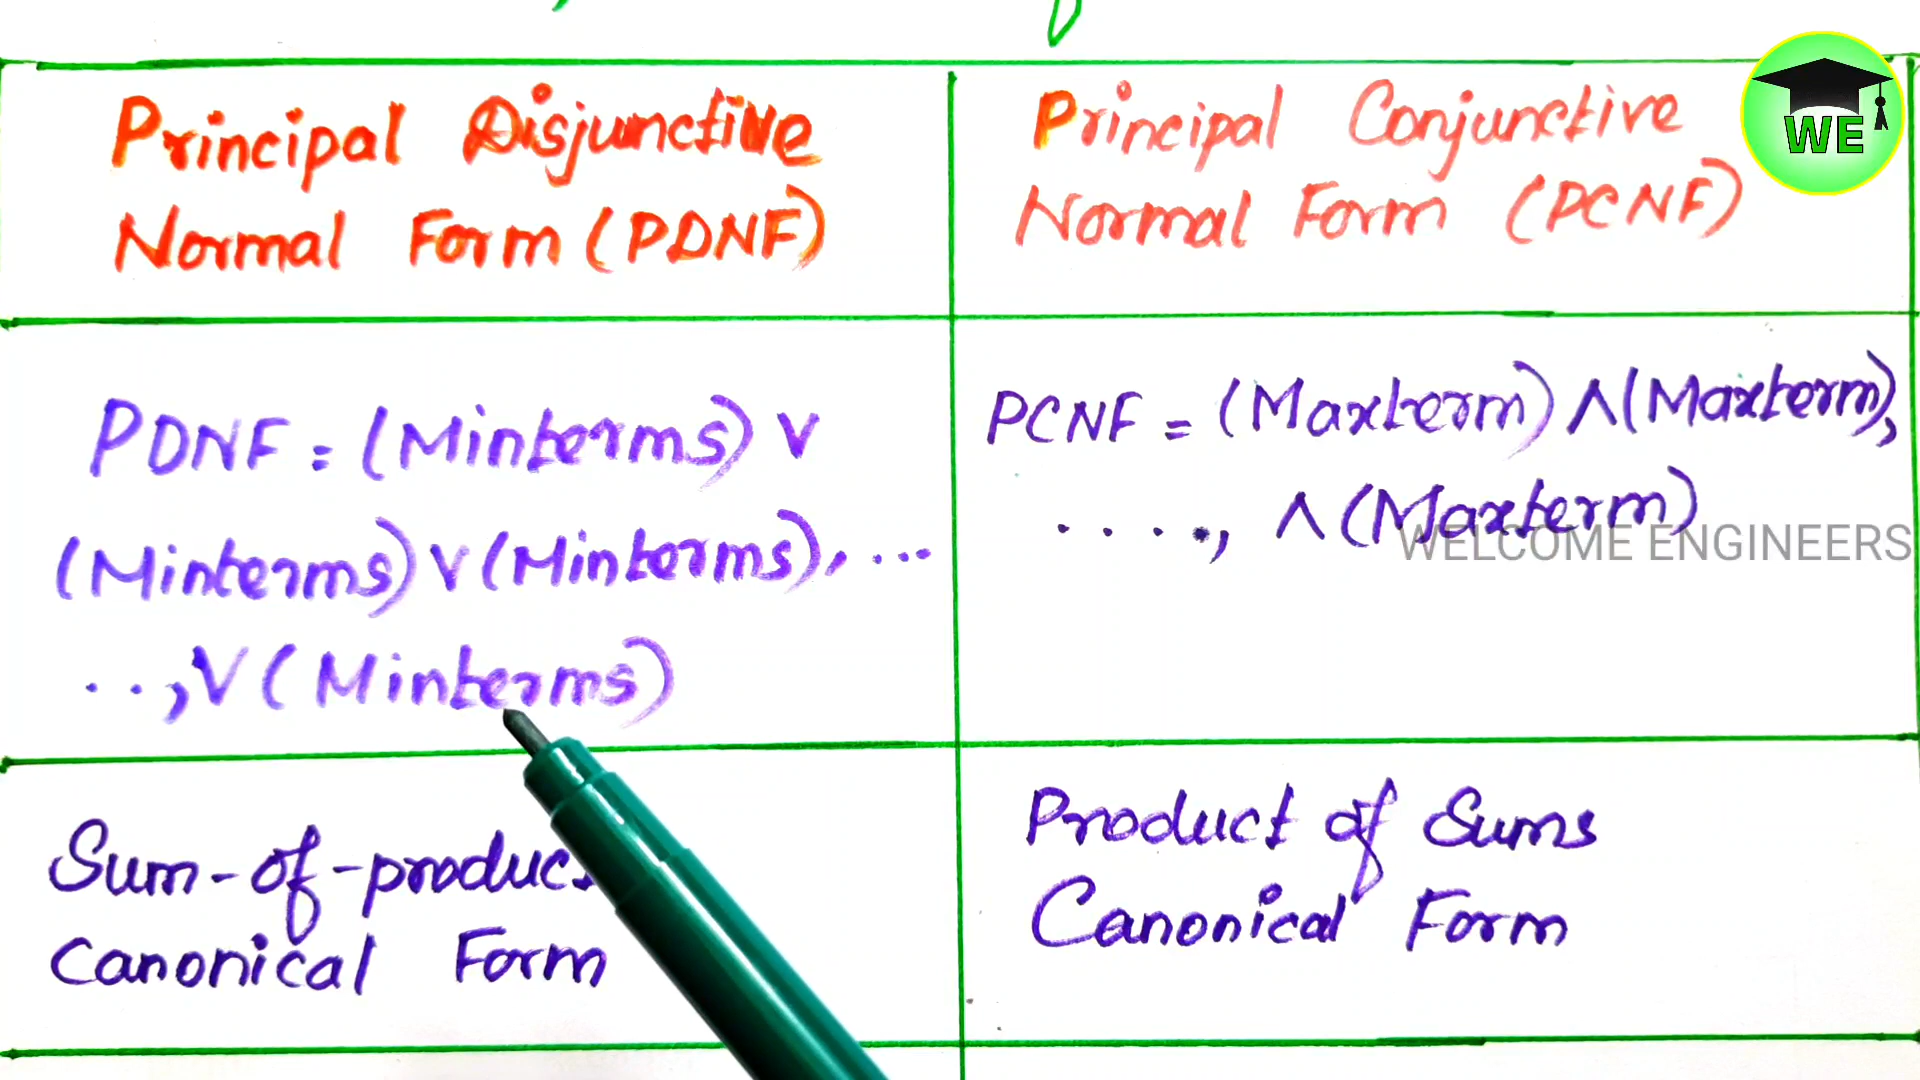 Principal Disjunctive
Normal Form (PDNF)
Principal Conjunctive
Normal Form (PCNF)
WE
PDNF = (Minterms) ∨
(Minterms) ∨ (Minterms), ...
.., ∨ (Minterms)
PCNF = (Maxterm) ∧ (Maxterm),
....., ∧ (Maxterm)
WELCOME ENGINEERS
Sum-of-product
Canonical Form
Product of Sums
Canonical Form